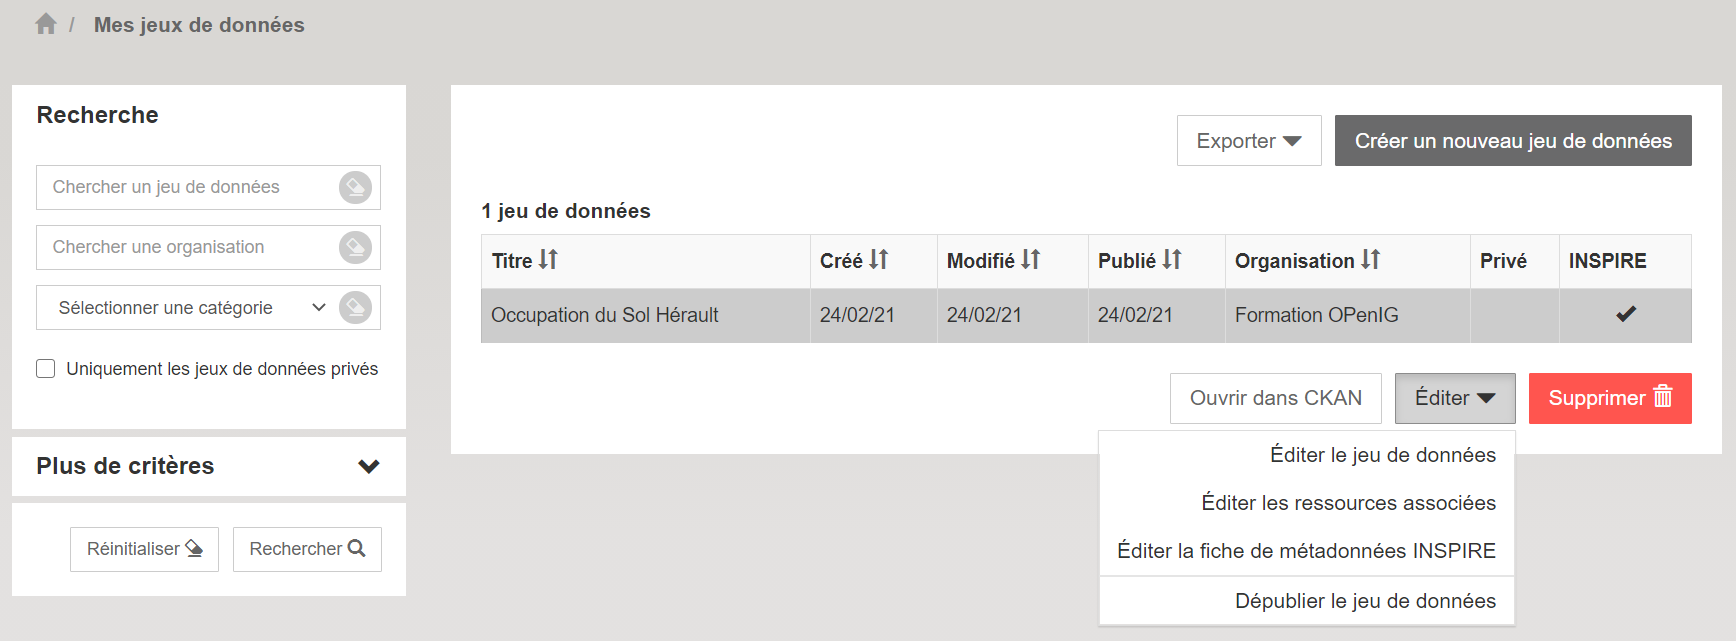 / Mes jeux de données
Recherche
Chercher un jeu de données
Chercher une organisation
Sélectionner une catégorie
Uniquement les jeux de données privés
Plus de critères
Réinitialiser
Rechercher
Exporter
Créer un nouveau jeu de données
1 jeu de données
Titre Créé Modifié Publié Organisation Privé INSPIRE
Occupation du Sol Hérault 24/02/21 24/02/21 24/02/21 Formation OPenIG
Ouvrir dans CKAN
Éditer
Supprimer
Éditer le jeu de données
Éditer les ressources associées
Éditer la fiche de métadonnées INSPIRE
Dépublier le jeu de données